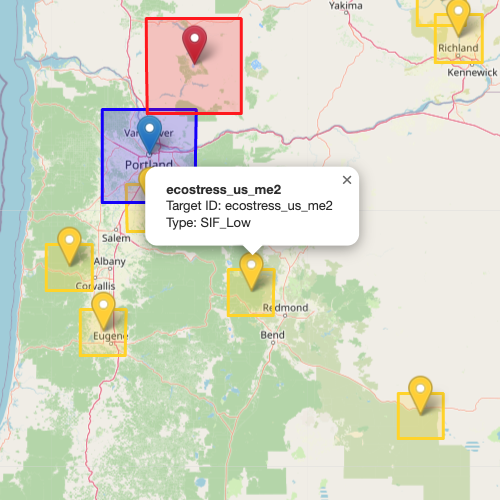 Yakima
Richland
Kennewick
Vancouver
Portland
ecostress_us_me2
×
Target ID: ecostress_us_me2
Type: SIF_Low
Salem
Albany
Corvallis
Redmond
Eugene
Bend